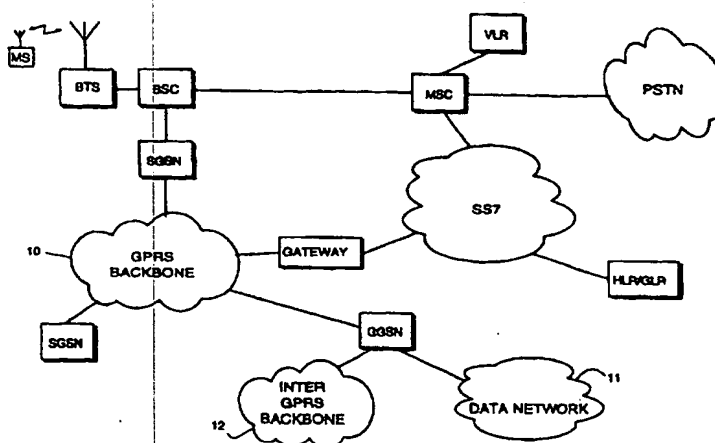 VLR
MS
BTS
BSC
MSC
PSTN
SGSN
SS7
10
GPRS
BACKBONE
GATEWAY
HLR/GLR
SGSN
GGSN
11
INTER
GPRS
BACKBONE
12
DATA NETWORK